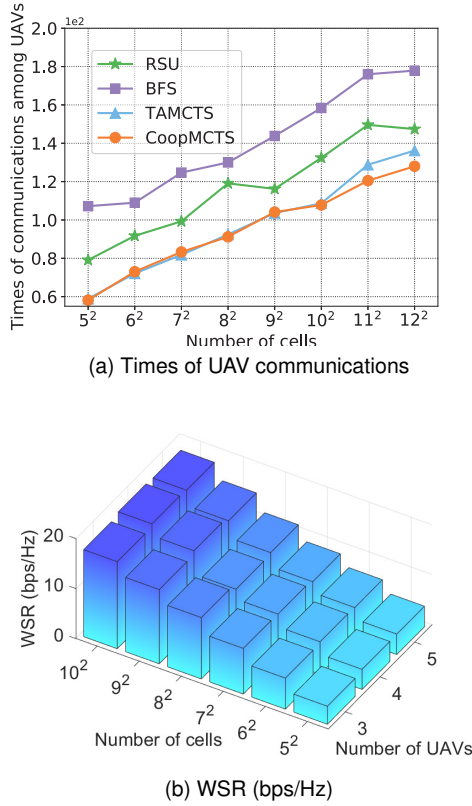 1e2
2.0
1.8
1.6
1.4
1.2
1.0
0.8
0.6
Times of communications among UAVs
RSU
BFS
TAMCTS
CoopMCTS
5² 6² 7² 8² 9² 10² 11² 12²
Number of cells
(a) Times of UAV communications
20
10
0
WSR (bps/Hz)
10² 9² 8² 7² 6² 5²
Number of cells
3 4 5
Number of UAVs
(b) WSR (bps/Hz)